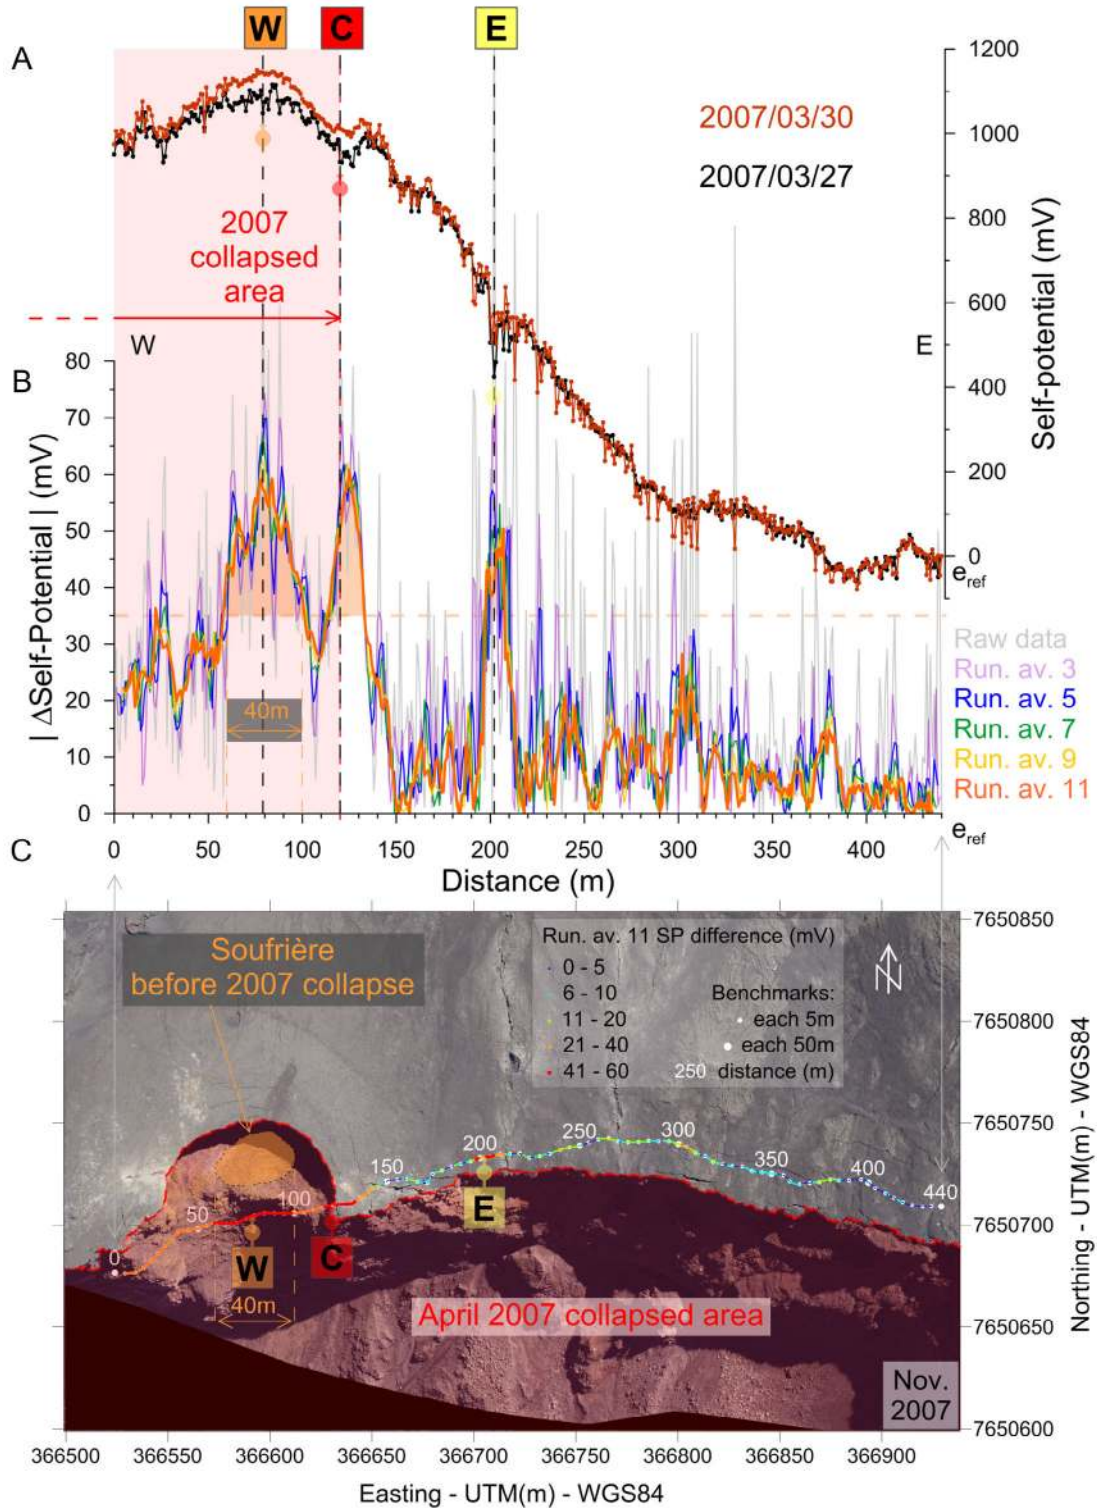 W
C
E
A
1200
1000
800
600
400
200
0
e_ref
Self-potential (mV)
2007/03/30
2007/03/27
2007
collapsed
area
W
E
B
80
70
60
50
40
30
20
10
0
| ΔSelf-Potential | (mV)
40m
Raw data
Run. av. 3
Run. av. 5
Run. av. 7
Run. av. 9
Run. av. 11
e_ref
0 50 100 150 200 250 300 350 400
Distance (m)
C
Soufrière
before 2007 collapse
Run. av. 11 SP difference (mV)
0 - 5
6 - 10
11 - 20
21 - 40
41 - 60
Benchmarks:
each 5m
each 50m
250 distance (m)
N
0
50
100
150
200
250
300
350
400
440
W
C
E
40m
April 2007 collapsed area
Nov.
2007
7650850
7650800
7650750
7650700
7650650
7650600
Northing - UTM(m) - WGS84
366500 366550 366600 366650 366700 366750 366800 366850 366900
Easting - UTM(m) - WGS84